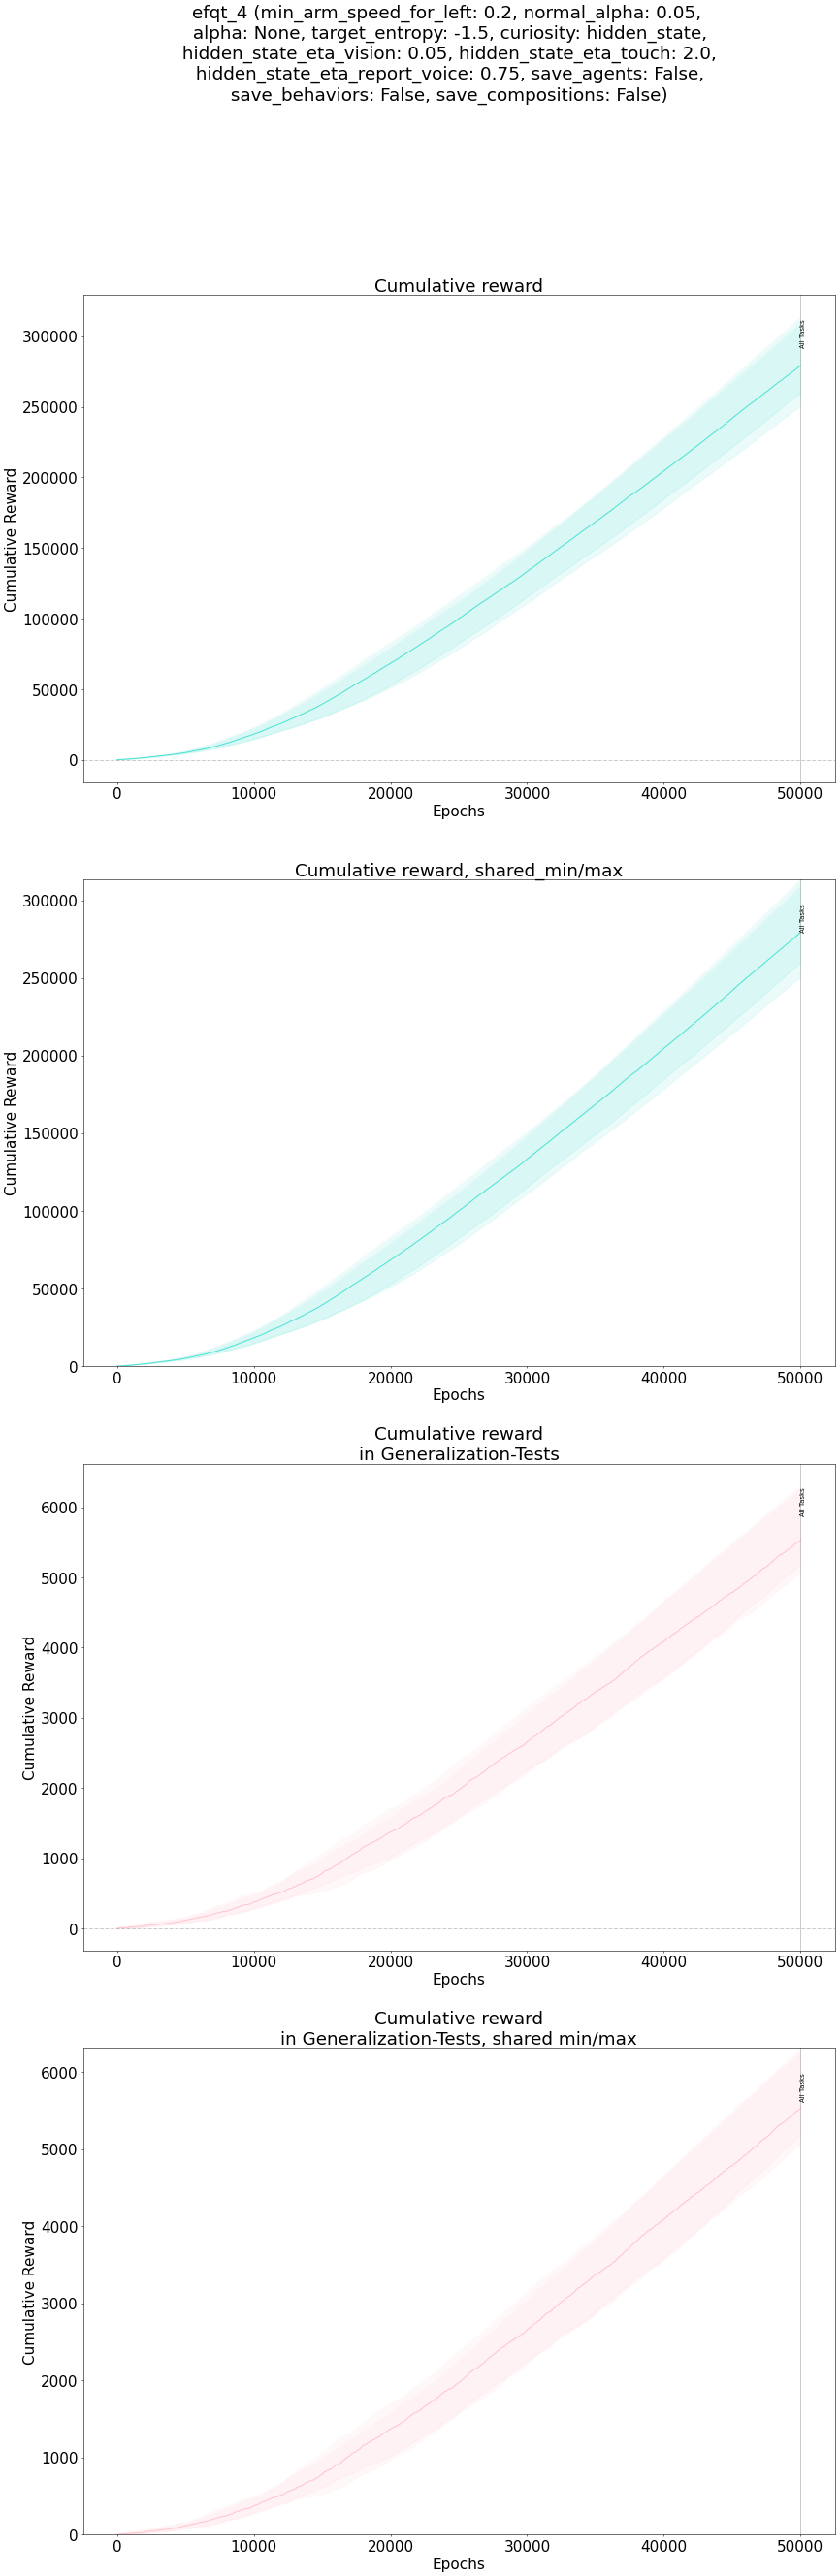 efqt_4 (min_arm_speed_for_left: 0.2, normal_alpha: 0.05,
alpha: None, target_entropy: -1.5, curiosity: hidden_state,
hidden_state_eta_vision: 0.05, hidden_state_eta_touch: 2.0,
hidden_state_eta_report_voice: 0.75, save_agents: False,
save_behaviors: False, save_compositions: False)
Cumulative reward
300000
250000
200000
150000
100000
50000
0
Cumulative Reward
All Tasks
0 10000 20000 30000 40000 50000
Epochs
Cumulative reward, shared_min/max
300000
250000
200000
150000
100000
50000
0
Cumulative Reward
All Tasks
0 10000 20000 30000 40000 50000
Epochs
Cumulative reward
in Generalization-Tests
6000
5000
4000
3000
2000
1000
0
Cumulative Reward
All Tasks
0 10000 20000 30000 40000 50000
Epochs
Cumulative reward
in Generalization-Tests, shared min/max
6000
5000
4000
3000
2000
1000
0
Cumulative Reward
All Tasks
0 10000 20000 30000 40000 50000
Epochs